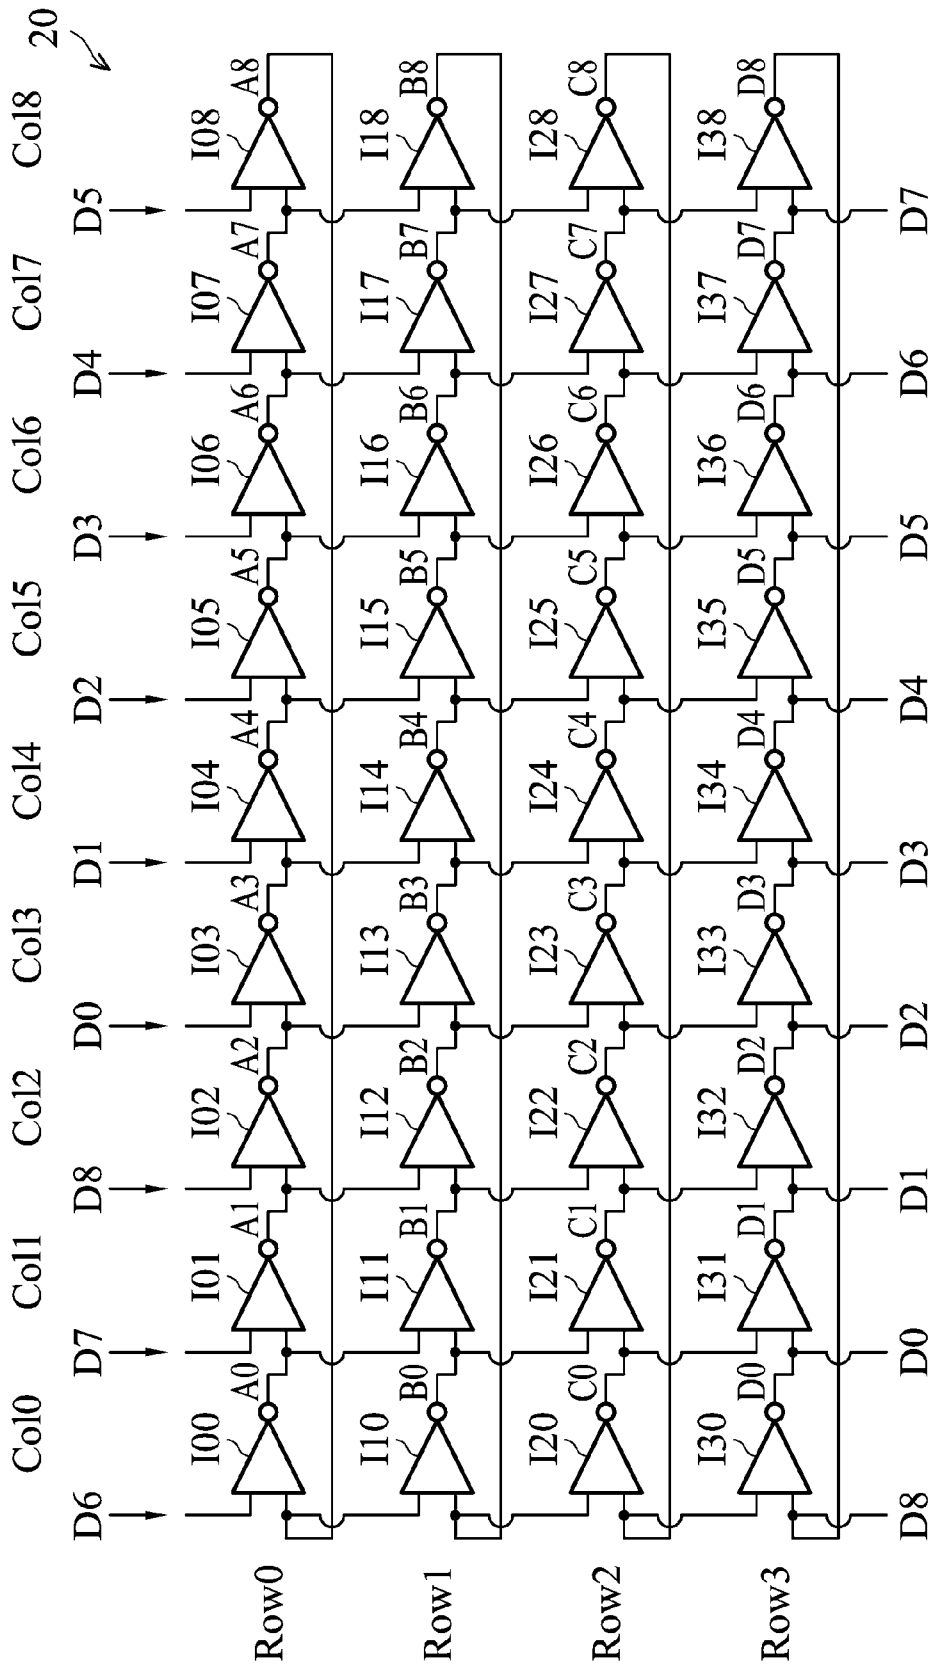 20
Col0 Col1 Col2 Col3 Col4 Col5 Col6 Col7 Col8
D6 D7 D8 D0 D1 D2 D3 D4 D5
I00 I01 I02 I03 I04 I05 I06 I07 I08
Row0 A0 A1 A2 A3 A4 A5 A6 A7 A8
I10 I11 I12 I13 I14 I15 I16 I17 I18
Row1 B0 B1 B2 B3 B4 B5 B6 B7 B8
I20 I21 I22 I23 I24 I25 I26 I27 I28
Row2 C0 C1 C2 C3 C4 C5 C6 C7 C8
I30 I31 I32 I33 I34 I35 I36 I37 I38
Row3 D0 D1 D2 D3 D4 D5 D6 D7 D8
D8 D0 D1 D2 D3 D4 D5 D6 D7